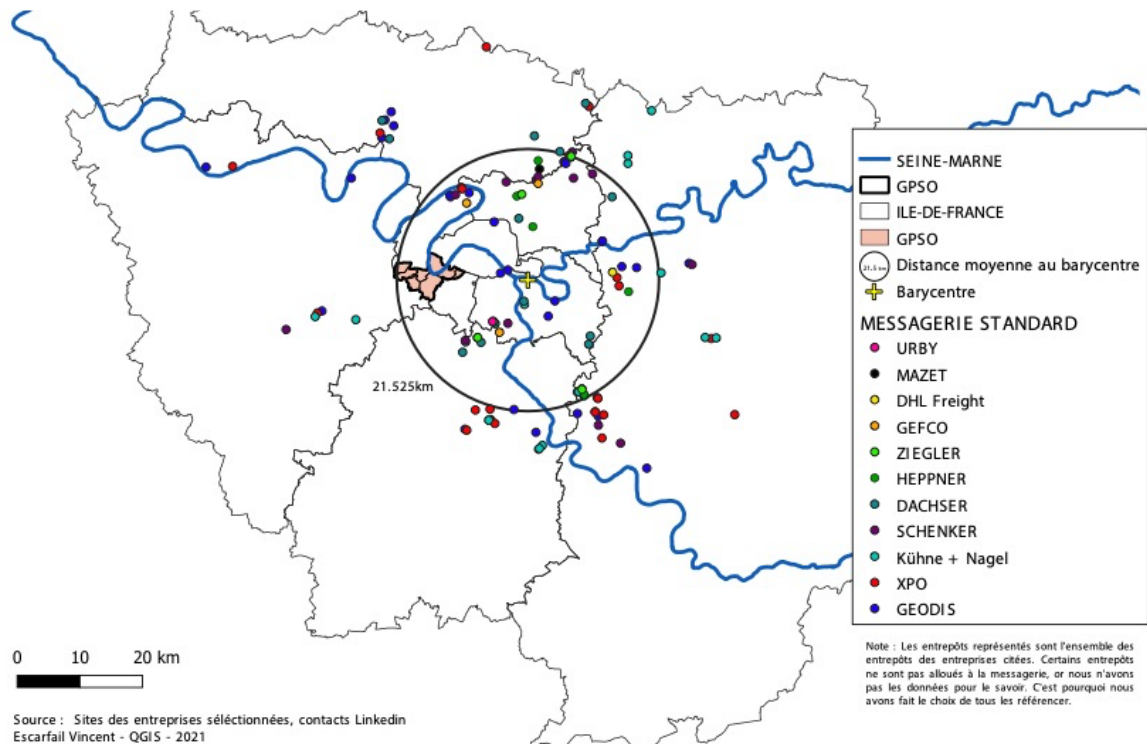 SEINE-MARNE
GPSO
ILE-DE-FRANCE
GPSO
21.5 km
Distance moyenne au barycentre
Barycentre
MESSAGERIE STANDARD
URBY
MAZET
DHL Freight
GEFCO
ZIEGLER
HEPPNER
DACHSER
SCHENKER
Kühne + Nagel
XPO
GEODIS
21.525km
0 10 20 km
Note : Les entrepôts représentés sont l'ensemble des
entrepôts des entreprises citées. Certains entrepôts
ne sont pas alloués à la messagerie, or nous n'avons
pas les données pour le savoir. C'est pourquoi nous
avons fait le choix de tous les référencer.
Source : Sites des entreprises séléctionnées, contacts Linkedin
Escarfail Vincent - QGIS - 2021